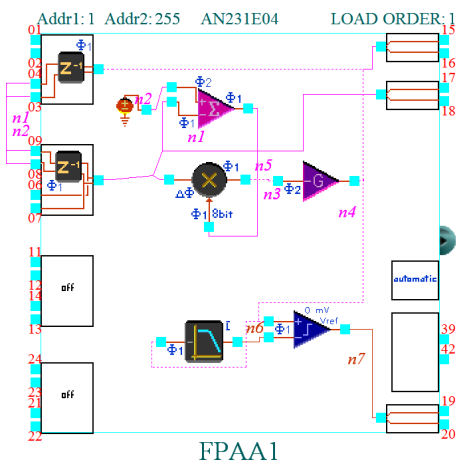 Addr1: 1 Addr2: 255 AN231E04 LOAD ORDER: 1
01
02
04
03
Φ1
Z⁻¹
n1
n2
09
08
06
07
Z⁻¹
Φ1
n2
Φ2
Φ1
Σ
Φ1
n1
n5
Φ1
ΔΦ
Φ1 8bit
n3
Φ2
-G
n4
15
16
17
18
11
12
14
13
off
automatic
24
23
21
22
off
Φ1
n6
0 mV
Vref
Φ1
n7
39
42
19
20
FPAA1